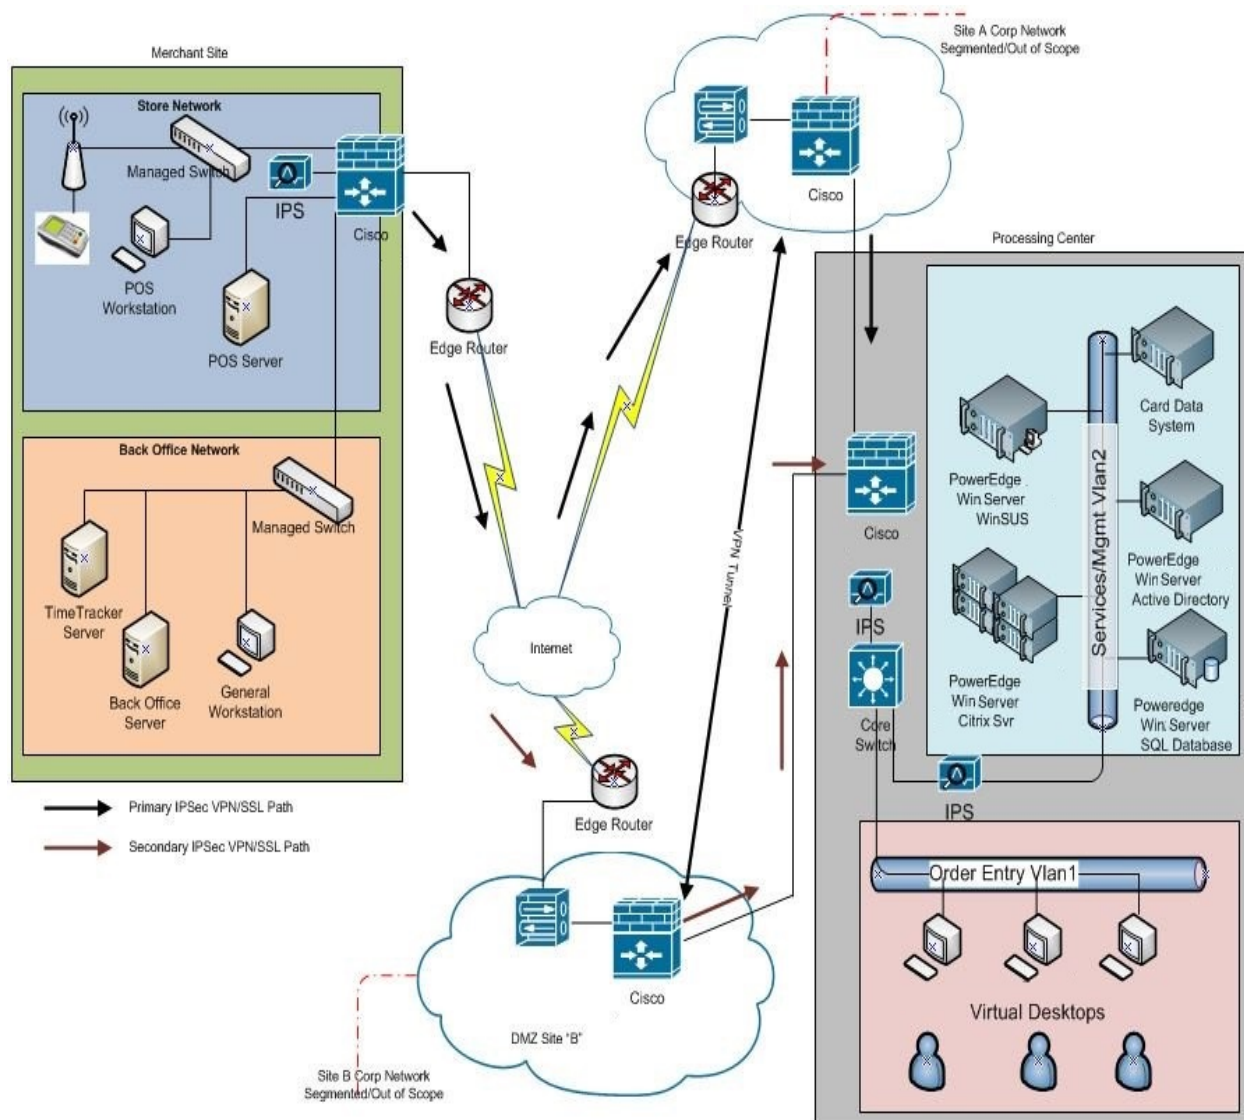 Site A Corp Network
Segmented/Out of Scope
Merchant Site
Store Network
Managed Switch
IPS
Cisco
POS
Workstation
POS Server
Edge Router
Cisco
Edge Router
Processing Center
Card Data
System
PowerEdge
Win Server
WinSUS
Services/Mgmt Vlan2
PowerEdge
Win Server
Active Directory
PowerEdge
Win Server
Citrix Svr
Poweredge
Win Server
SQL Database
Cisco
IPS
Core
Switch
IPS
VPN Tunnel
Back Office Network
Managed Switch
TimeTracker
Server
Back Office
Server
General
Workstation
Internet
Edge Router
Primary IPSec VPN/SSL Path
Secondary IPSec VPN/SSL Path
Order Entry Vlan1
Virtual Desktops
Cisco
DMZ Site "B"
Site B Corp Network
Segmented/Out of Scope